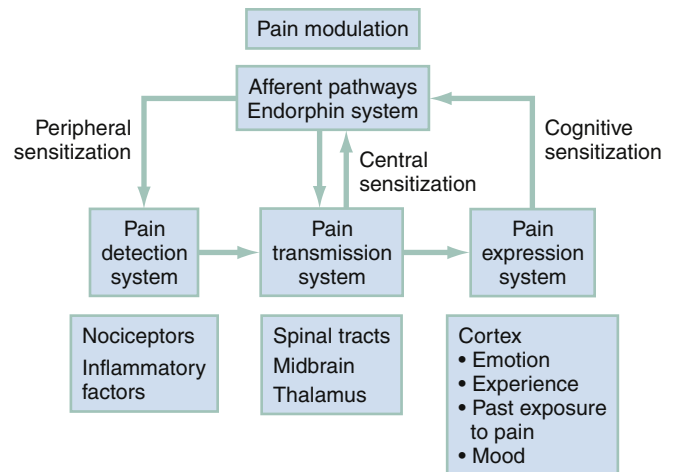 Pain modulation
Afferent pathways
Endorphin system
Peripheral
sensitization
Central
sensitization
Cognitive
sensitization
Pain
detection
system
Pain
transmission
system
Pain
expression
system
Nociceptors
Inflammatory
factors
Spinal tracts
Midbrain
Thalamus
Cortex
• Emotion
• Experience
• Past exposure
to pain
• Mood